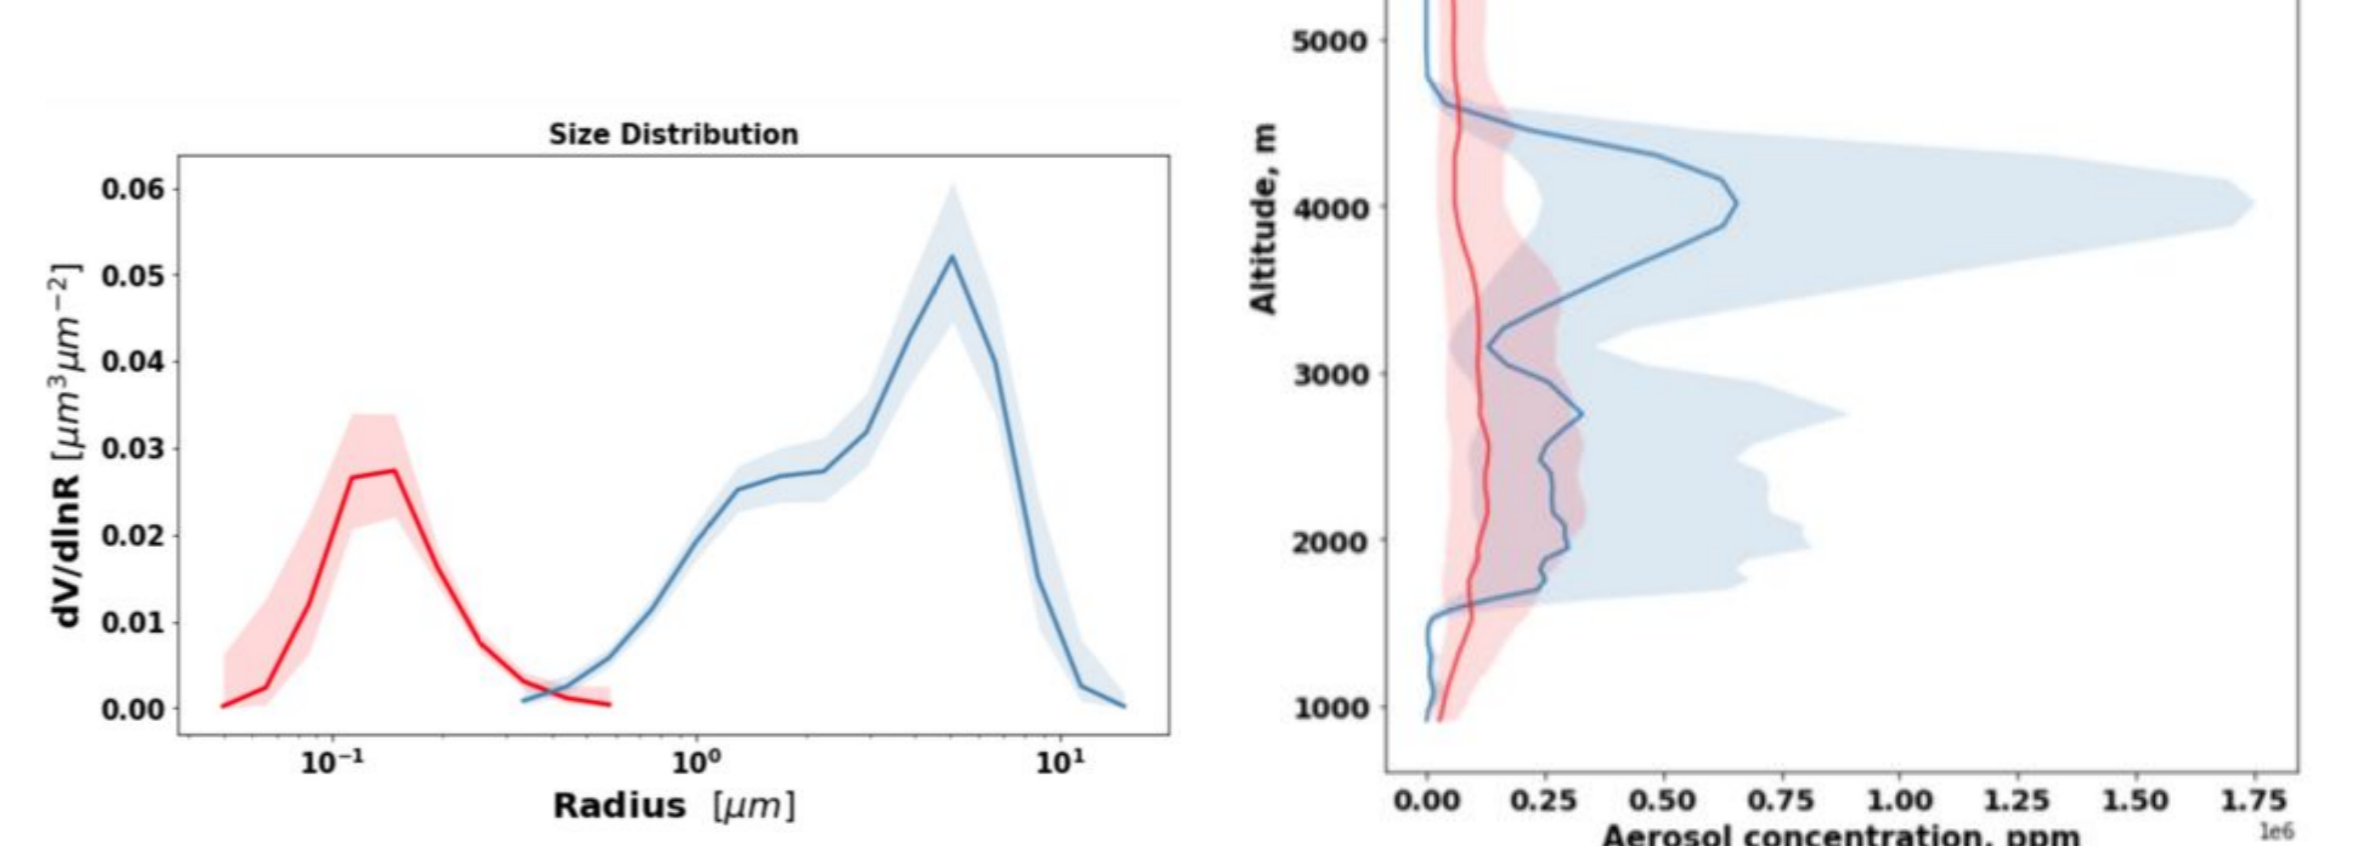 Size Distribution
dV/dlnR [μm³μm⁻²]
0.06
0.05
0.04
0.03
0.02
0.01
0.00
10⁻¹ 10⁰ 10¹
Radius [μm]
Altitude, m
5000
4000
3000
2000
1000
0.00 0.25 0.50 0.75 1.00 1.25 1.50 1.75
1e6
Aerosol concentration, ppm